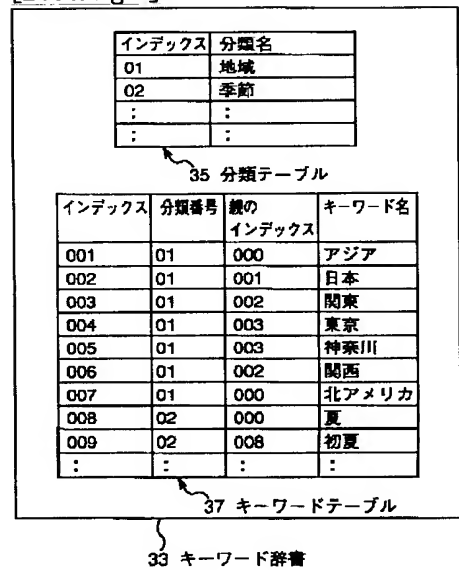 インデックス 分類名
01 地域
02 季節
: :
: :
35 分類テーブル
インデックス 分類番号 親のインデックス キーワード名
001 01 000 アジア
002 01 001 日本
003 01 002 関東
004 01 003 東京
005 01 003 神奈川
006 01 002 関西
007 01 000 北アメリカ
008 02 000 夏
009 02 008 初夏
: : : :
37 キーワードテーブル
33 キーワード辞書